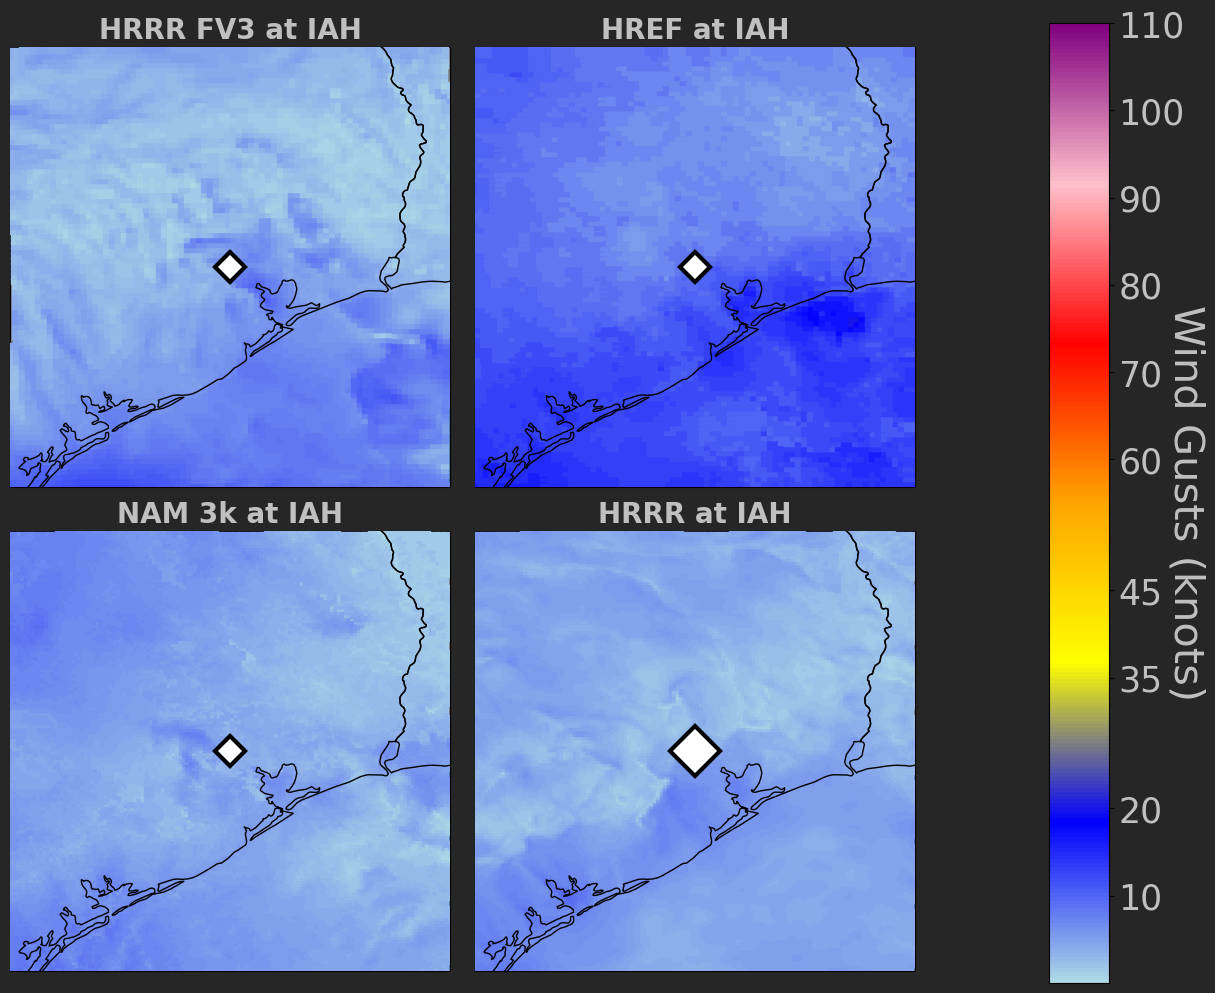 HRRR FV3 at IAH
HREF at IAH
NAM 3k at IAH
HRRR at IAH
110
100
90
80
70
60
45
35
20
10
Wind Gusts (knots)